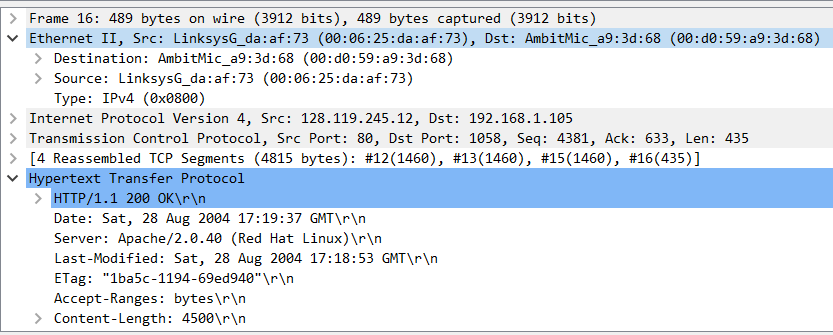 Frame 16: 489 bytes on wire (3912 bits), 489 bytes captured (3912 bits)
Ethernet II, Src: LinksysG_da:af:73 (00:06:25:da:af:73), Dst: AmbitMic_a9:3d:68 (00:d0:59:a9:3d:68)
Destination: AmbitMic_a9:3d:68 (00:d0:59:a9:3d:68)
Source: LinksysG_da:af:73 (00:06:25:da:af:73)
Type: IPv4 (0x0800)
Internet Protocol Version 4, Src: 128.119.245.12, Dst: 192.168.1.105
Transmission Control Protocol, Src Port: 80, Dst Port: 1058, Seq: 4381, Ack: 633, Len: 435
[4 Reassembled TCP Segments (4815 bytes): #12(1460), #13(1460), #15(1460), #16(435)]
Hypertext Transfer Protocol
HTTP/1.1 200 OK\r\n
Date: Sat, 28 Aug 2004 17:19:37 GMT\r\n
Server: Apache/2.0.40 (Red Hat Linux)\r\n
Last-Modified: Sat, 28 Aug 2004 17:18:53 GMT\r\n
ETag: "1ba5c-1194-69ed940"\r\n
Accept-Ranges: bytes\r\n
Content-Length: 4500\r\n